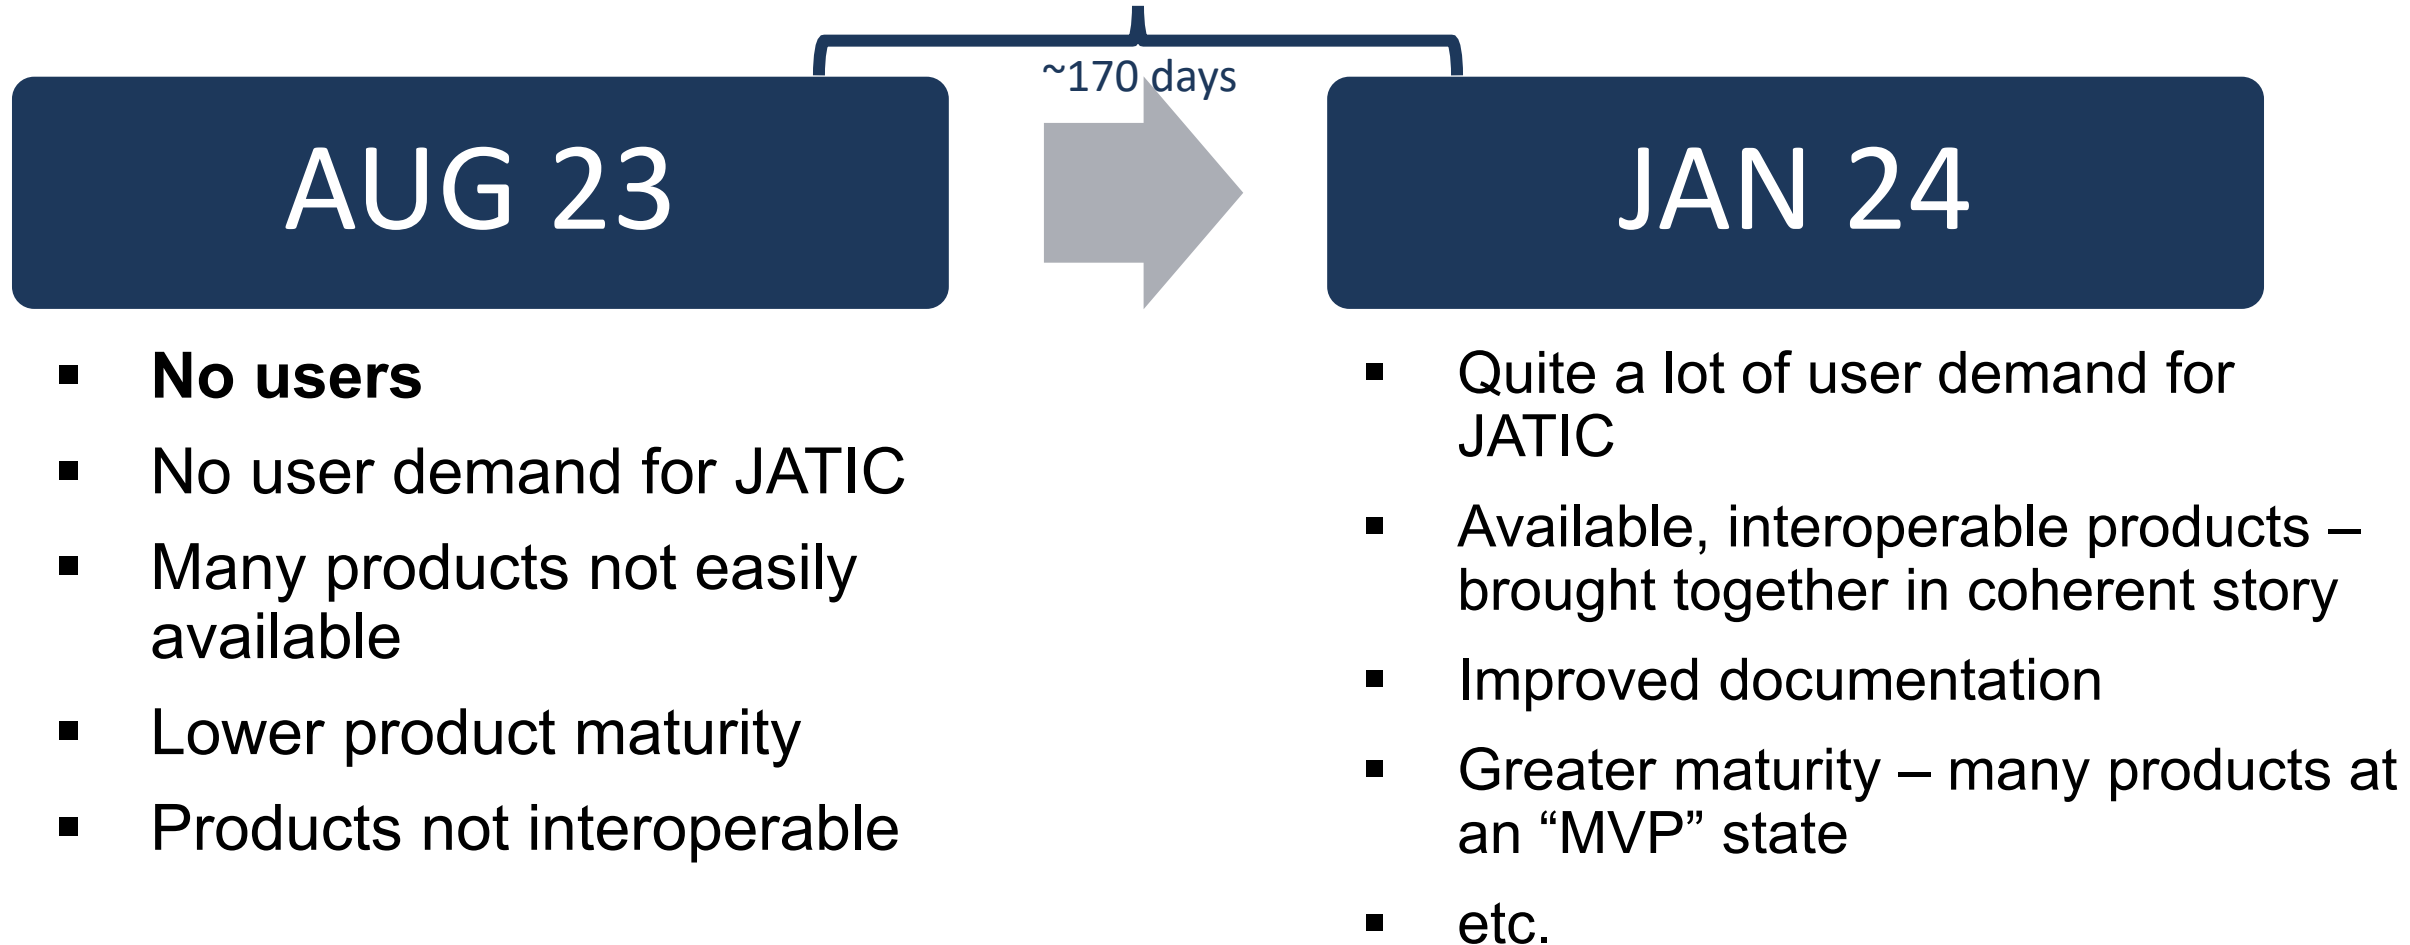 ~170 days
AUG 23
JAN 24
▪ No users
▪ No user demand for JATIC
▪ Many products not easily
available
▪ Lower product maturity
▪ Products not interoperable
▪ Quite a lot of user demand for
JATIC
▪ Available, interoperable products –
brought together in coherent story
▪ Improved documentation
▪ Greater maturity – many products at
an “MVP” state
▪ etc.